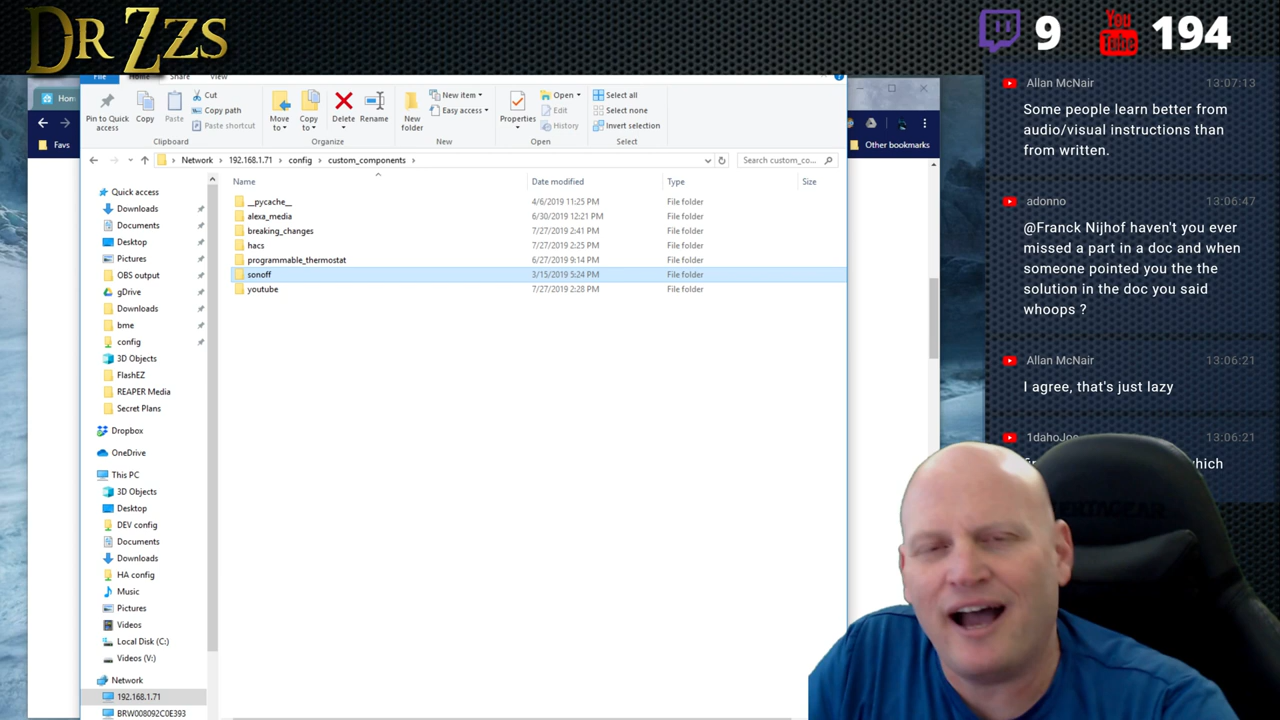 DR ZZS
9
You
Tube
194
File
Home
Share
View
Hom
Favs
Other bookmarks
Pin to Quick
access
Copy
Paste
Cut
Copy path
Paste shortcut
Clipboard
Move
to
Copy
to
Delete
Rename
Organize
New
folder
New item
Easy access
New
Properties
Open
Edit
History
Open
Select all
Select none
Invert selection
Select
Network
192.168.1.71
config
custom_components
Search custom_co...
Name
Date modified
Type
Size
__pycache__ 4/6/2019 11:25 PM File folder
alexa_media 6/30/2019 12:21 PM File folder
breaking_changes 7/27/2019 2:41 PM File folder
hacs 7/27/2019 2:25 PM File folder
programmable_thermostat 6/27/2019 9:14 PM File folder
sonoff 3/15/2019 5:24 PM File folder
youtube 7/27/2019 2:28 PM File folder
Quick access
Downloads
Documents
Desktop
Pictures
OBS output
gDrive
Downloads
bme
config
3D Objects
FlashEZ
REAPER Media
Secret Plans
Dropbox
OneDrive
This PC
3D Objects
Desktop
DEV config
Documents
Downloads
HA config
Music
Pictures
Videos
Local Disk (C:)
Videos (V:)
Network
192.168.1.71
BRW008092C0E393
Allan McNair 13:07:13
Some people learn better from
audio/visual instructions than
from written.
adonno 13:06:47
@Franck Nijhof haven't you ever
missed a part in a doc and when
someone pointed you the the
solution in the doc you said
whoops ?
Allan McNair 13:06:21
I agree, that's just lazy
1dahoJoe 13:06:21
which